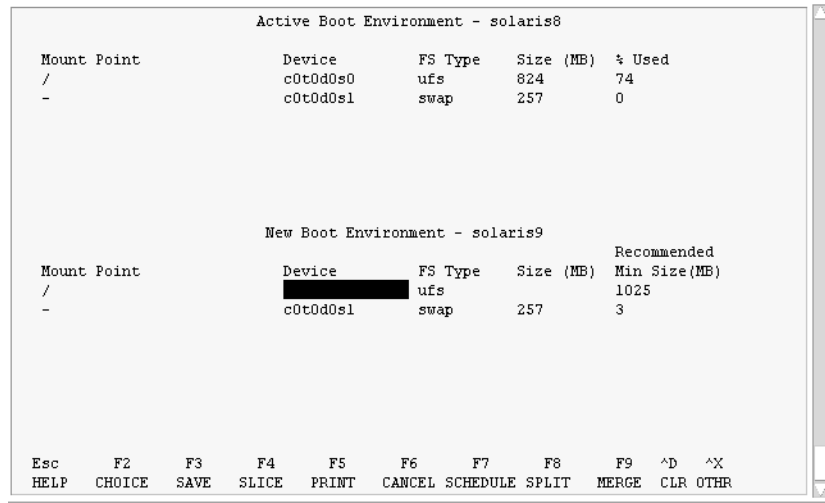 Active Boot Environment - solaris8
Mount Point Device FS Type Size (MB) % Used
/ c0t0d0s0 ufs 824 74
- c0t0d0s1 swap 257 0
New Boot Environment - solaris9
Recommended
Mount Point Device FS Type Size (MB) Min Size(MB)
/ ufs 1025
- c0t0d0s1 swap 257 3
Esc F2 F3 F4 F5 F6 F7 F8 F9 ^D ^X
HELP CHOICE SAVE SLICE PRINT CANCEL SCHEDULE SPLIT MERGE CLR OTHR